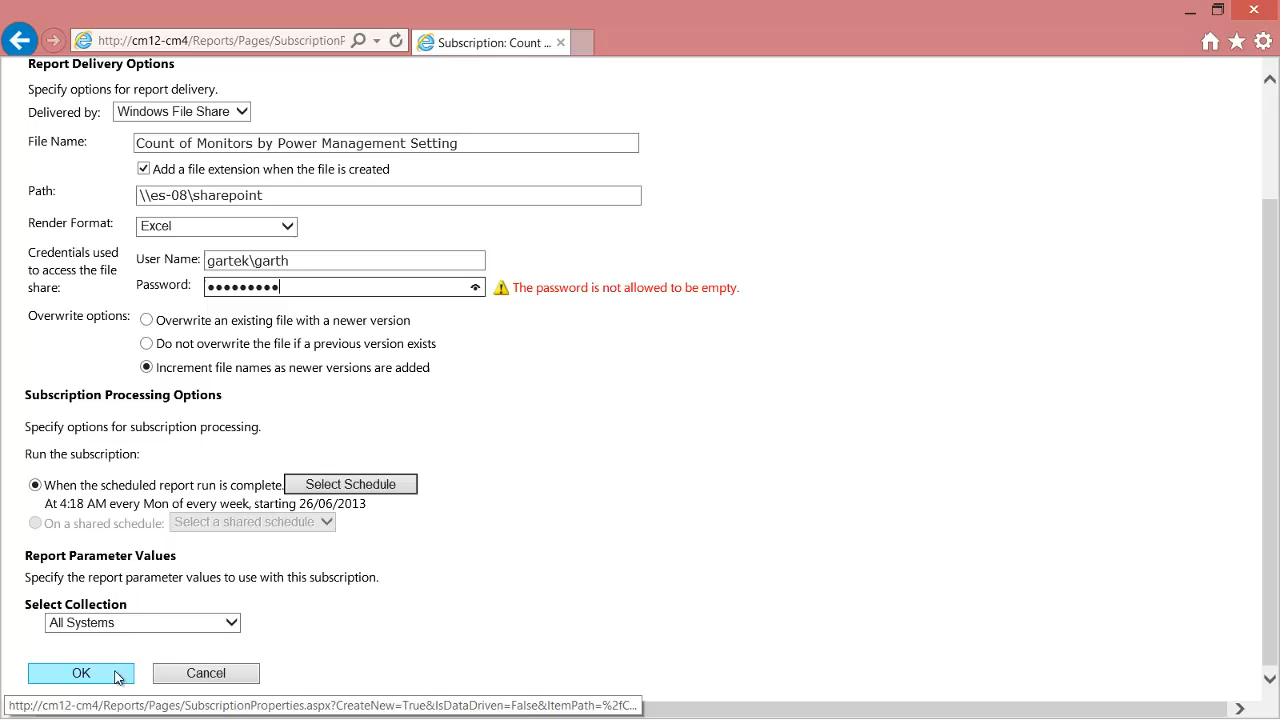 http://cm12-cm4/Reports/Pages/SubscriptionP
Subscription: Count ...
Report Delivery Options
Specify options for report delivery.
Delivered by: Windows File Share
File Name: Count of Monitors by Power Management Setting
Add a file extension when the file is created
Path: \\es-08\sharepoint
Render Format: Excel
Credentials used to access the file share:
User Name: gartek\garth
Password: ●●●●●●●●● The password is not allowed to be empty.
Overwrite options: Overwrite an existing file with a newer version
Do not overwrite the file if a previous version exists
Increment file names as newer versions are added
Subscription Processing Options
Specify options for subscription processing.
Run the subscription:
When the scheduled report run is complete. Select Schedule
At 4:18 AM every Mon of every week, starting 26/06/2013
On a shared schedule: Select a shared schedule
Report Parameter Values
Specify the report parameter values to use with this subscription.
Select Collection
All Systems
OK Cancel
http://cm12-cm4/Reports/Pages/SubscriptionProperties.aspx?CreateNew=True&IsDataDriven=False&ItemPath=%2fC...